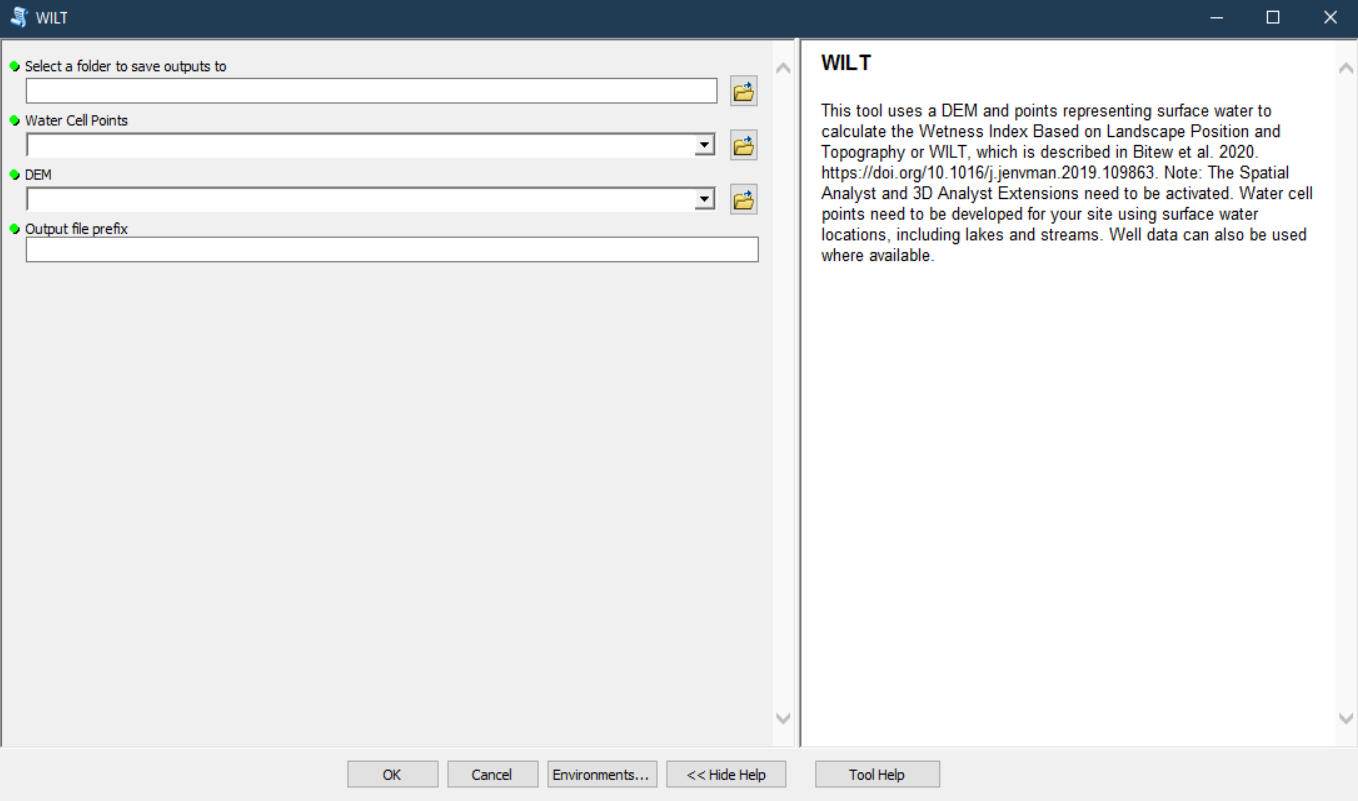 WILT
Select a folder to save outputs to
Water Cell Points
DEM
Output file prefix
WILT
This tool uses a DEM and points representing surface water to
calculate the Wetness Index Based on Landscape Position and
Topography or WILT, which is described in Bitew et al. 2020.
https://doi.org/10.1016/j.jenvman.2019.109863. Note: The Spatial
Analyst and 3D Analyst Extensions need to be activated. Water cell
points need to be developed for your site using surface water
locations, including lakes and streams. Well data can also be used
where available.
OK Cancel Environments... << Hide Help Tool Help